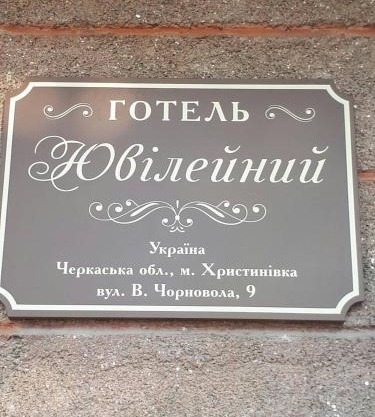 ГОТЕЛЬ
Ювілейний
Україна
Черкаська обл., м. Христинівка
вул. В. Чорновола, 9